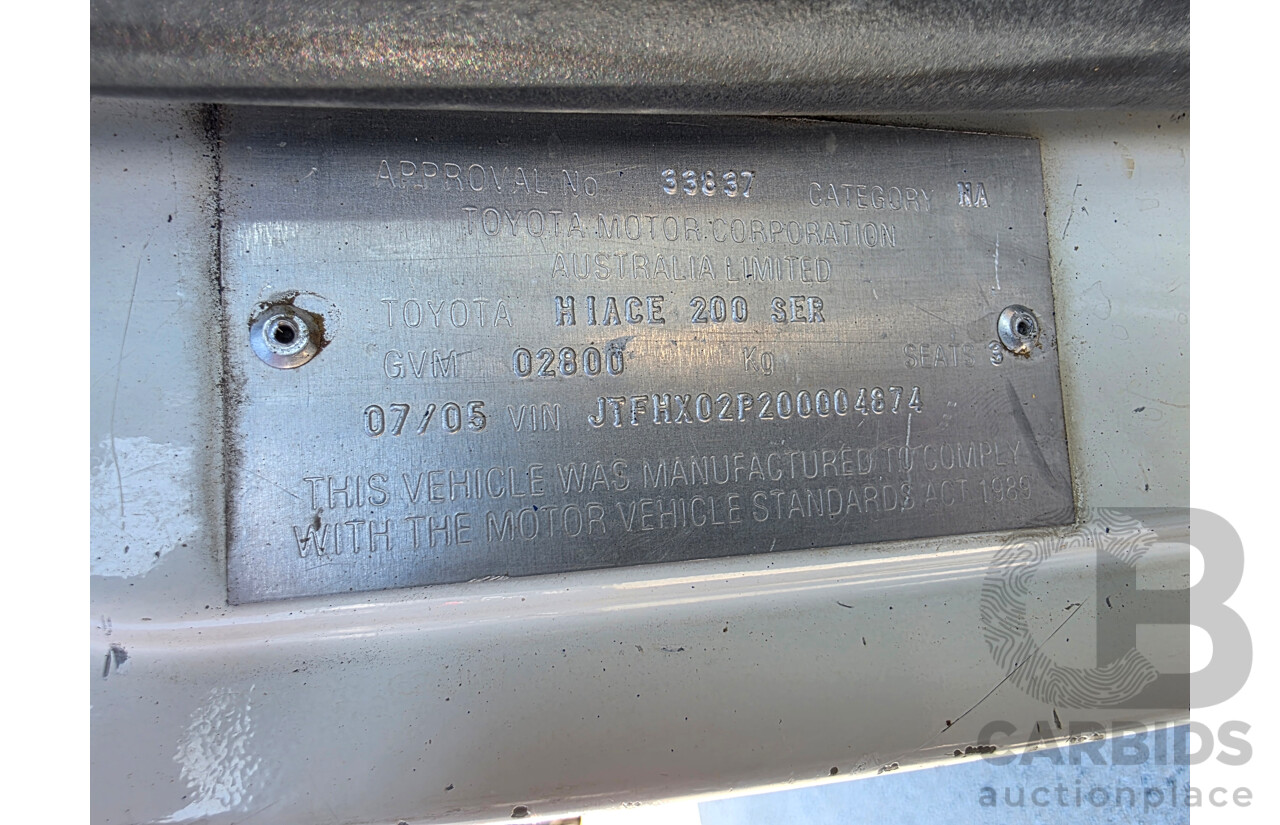 APPROVAL No 33837 CATEGORY NA
TOYOTA MOTOR CORPORATION
AUSTRALIA LIMITED
TOYOTA HIACE 200 SER
GVM 02800 Kg SEATS 3
07/05 VIN JTFHX02P200004874
THIS VEHICLE WAS MANUFACTURED TO COMPLY
WITH THE MOTOR VEHICLE STANDARDS ACT 1989
CB
CARBIDS
auctionplace